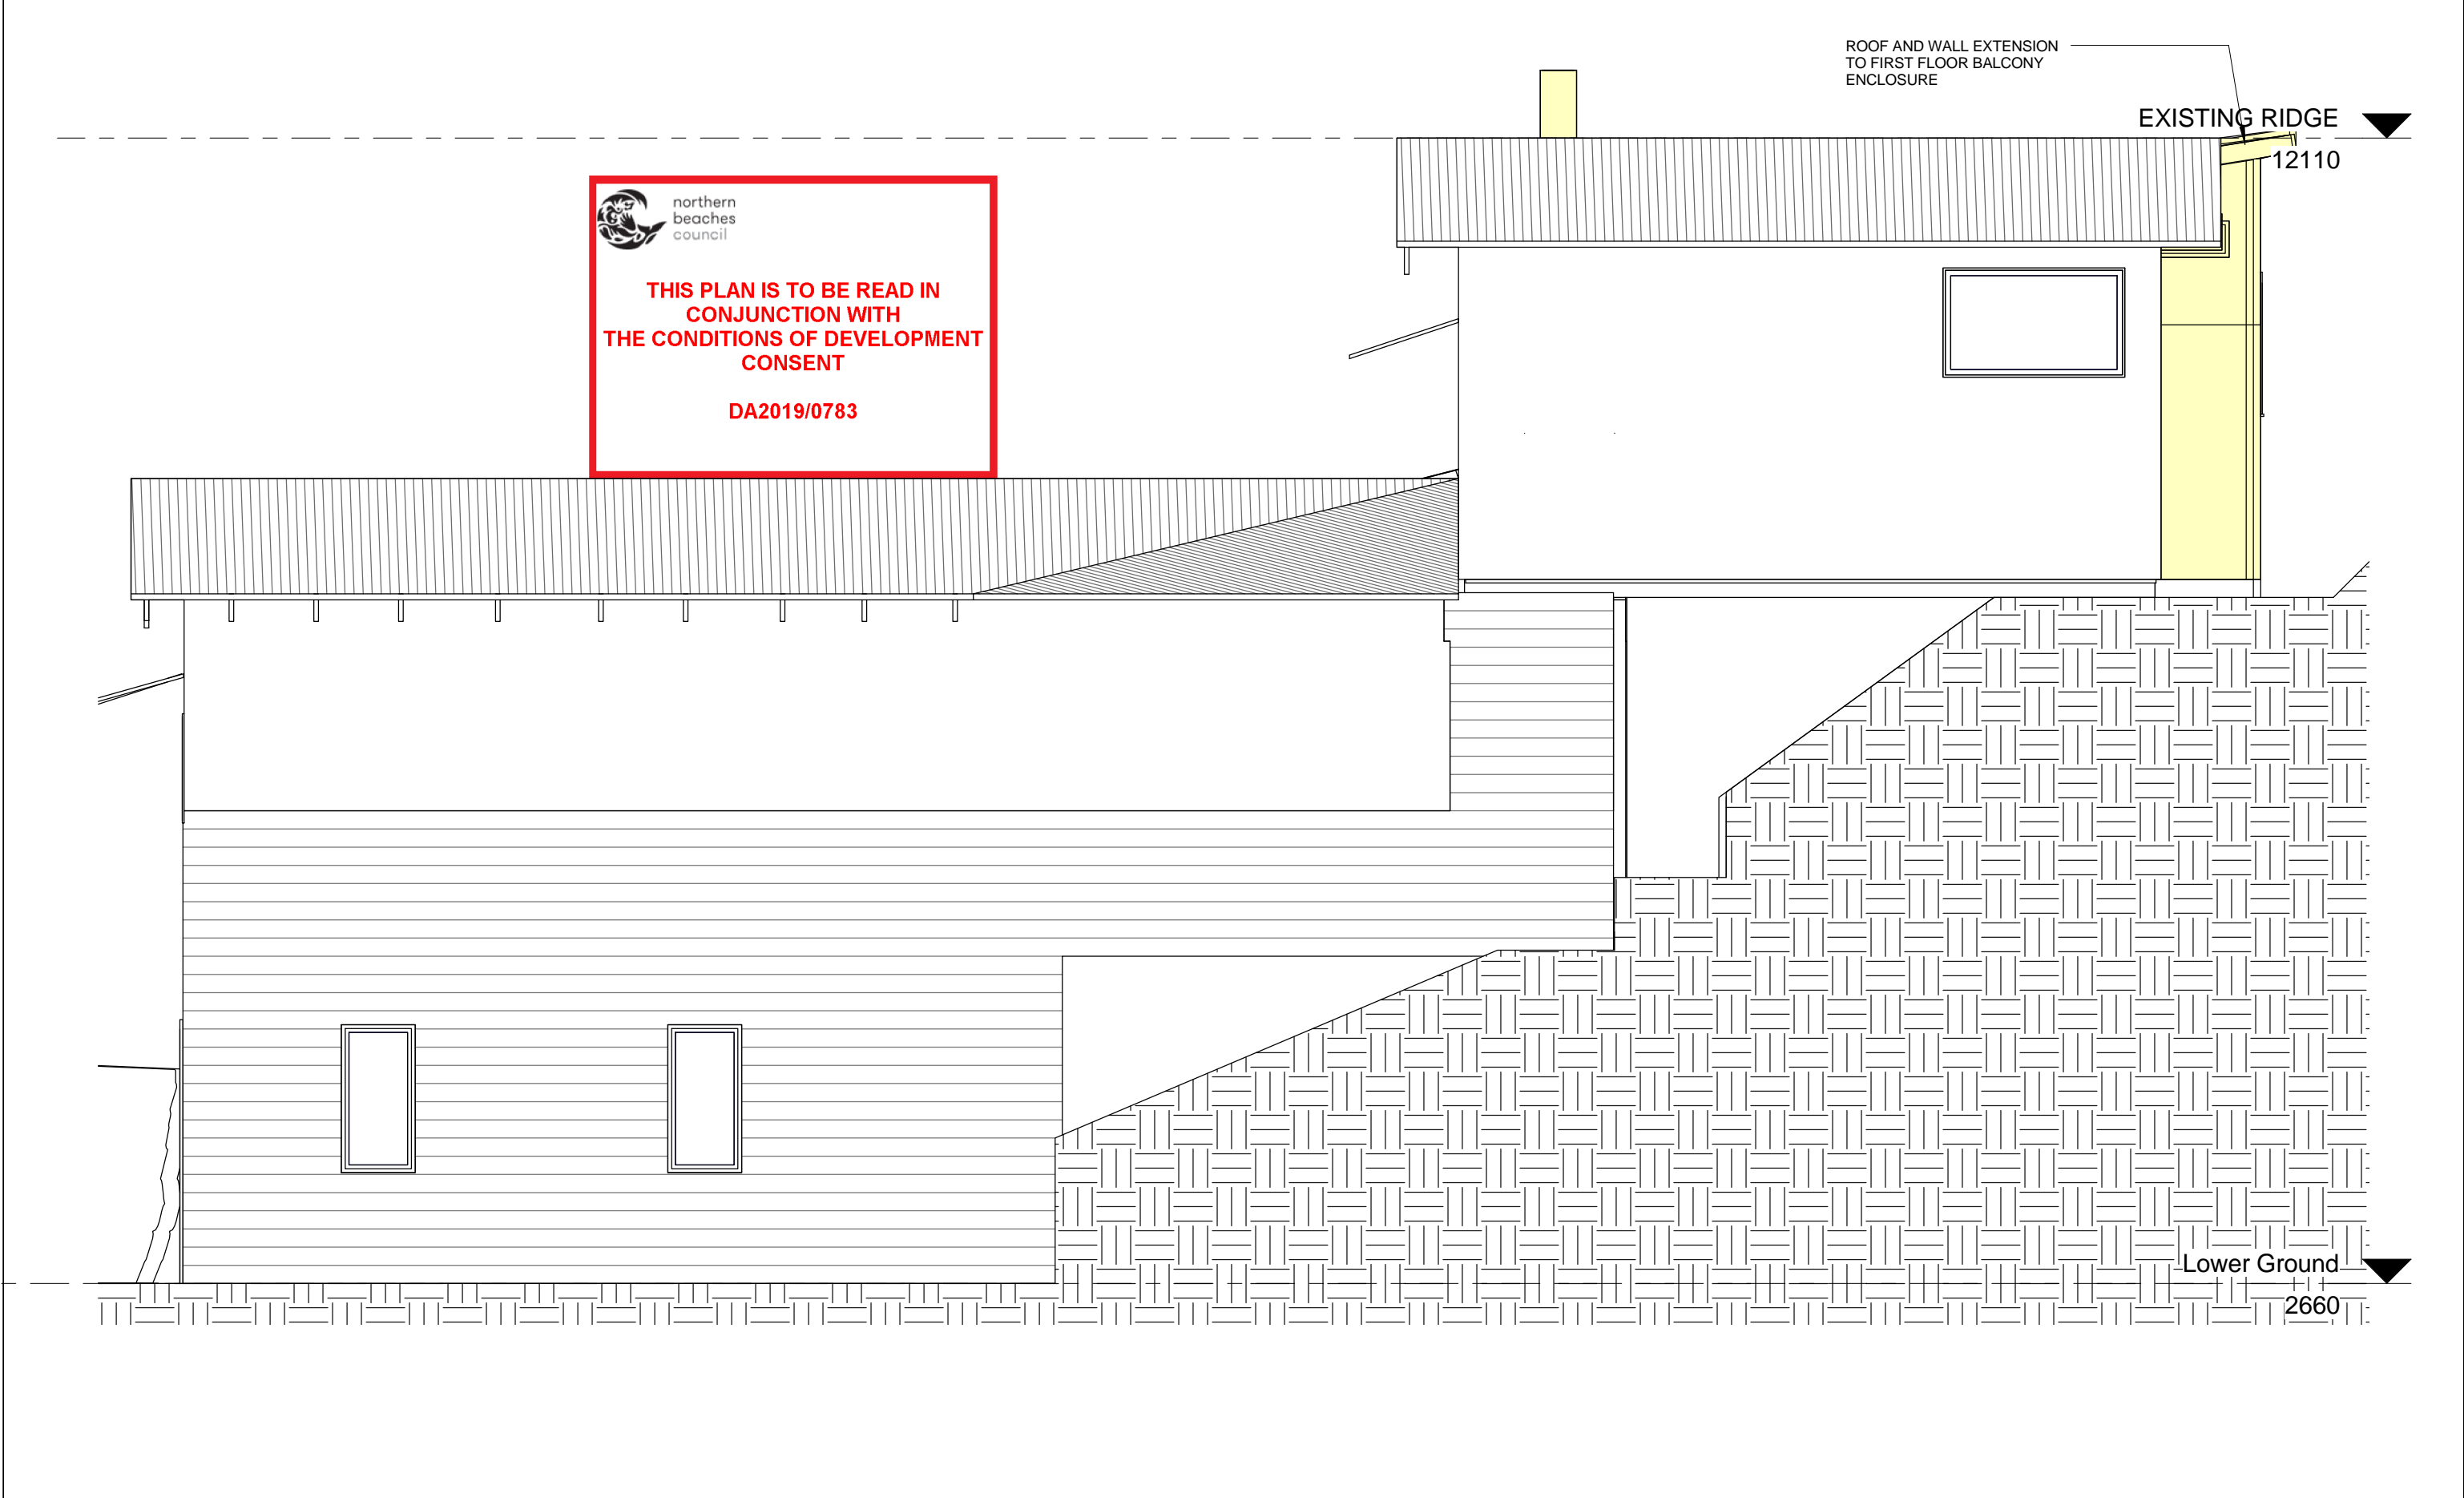 ROOF AND WALL EXTENSION
TO FIRST FLOOR BALCONY
ENCLOSURE
EXISTING RIDGE
12110
northern
beaches
council
THIS PLAN IS TO BE READ IN
CONJUNCTION WITH
THE CONDITIONS OF DEVELOPMENT
CONSENT
DA2019/0783
Lower Ground
2660